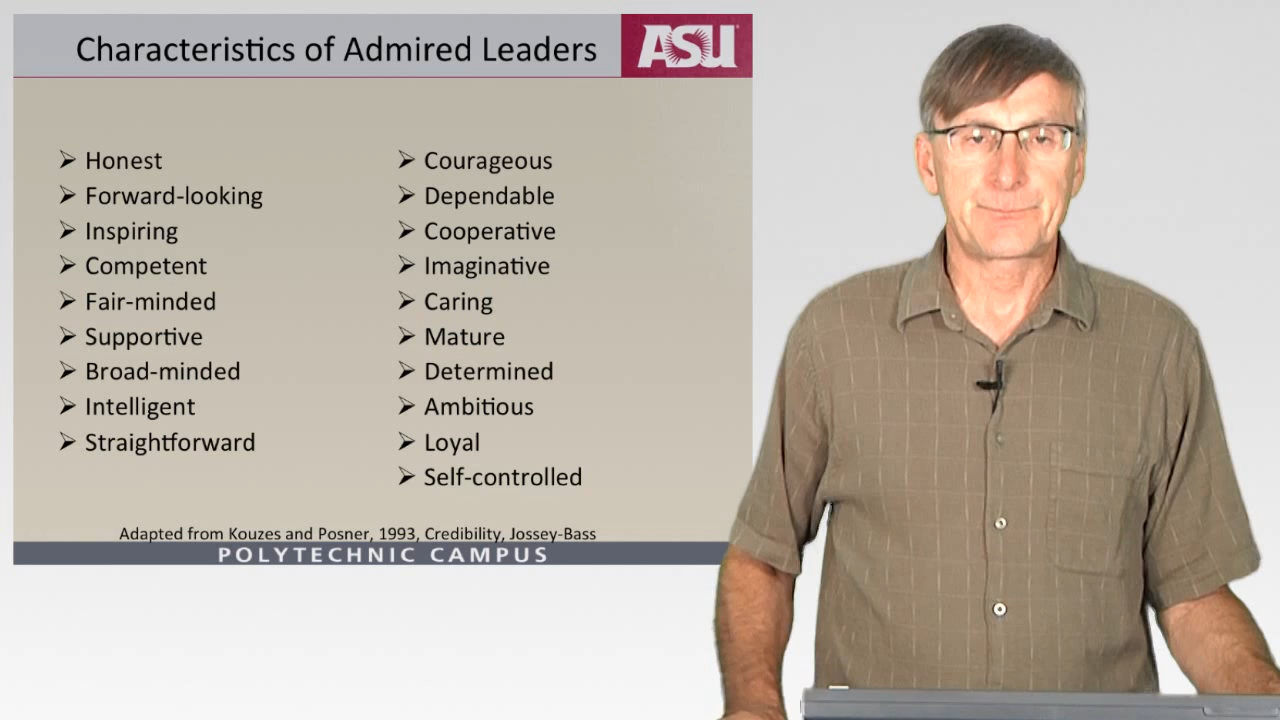 Characteristics of Admired Leaders
ASU
➢ Honest
➢ Forward-looking
➢ Inspiring
➢ Competent
➢ Fair-minded
➢ Supportive
➢ Broad-minded
➢ Intelligent
➢ Straightforward
➢ Courageous
➢ Dependable
➢ Cooperative
➢ Imaginative
➢ Caring
➢ Mature
➢ Determined
➢ Ambitious
➢ Loyal
➢ Self-controlled
Adapted from Kouzes and Posner, 1993, Credibility, Jossey-Bass
POLYTECHNIC CAMPUS